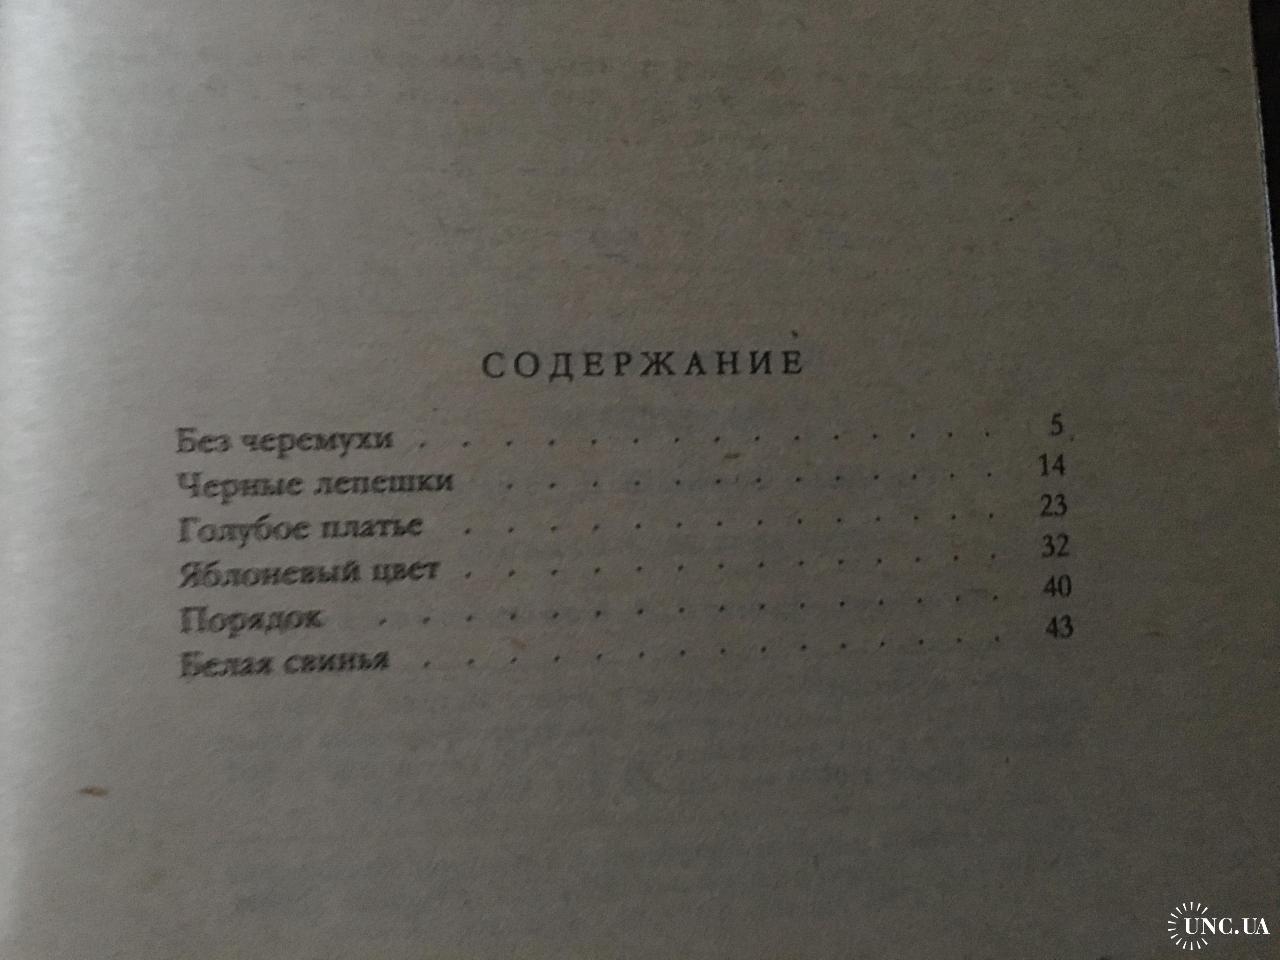 СОДЕРЖАНИЕ
Без черемухи . . . . . . . . . . . . . . 5
Черные лепешки . . . . . . . . . . . . 14
Голубое платье . . . . . . . . . . . . . 23
Яблоневый цвет . . . . . . . . . . . . . 32
Порядок . . . . . . . . . . . . . . . 40
Белая свинья . . . . . . . . . . . . . . 43
UNC.UA